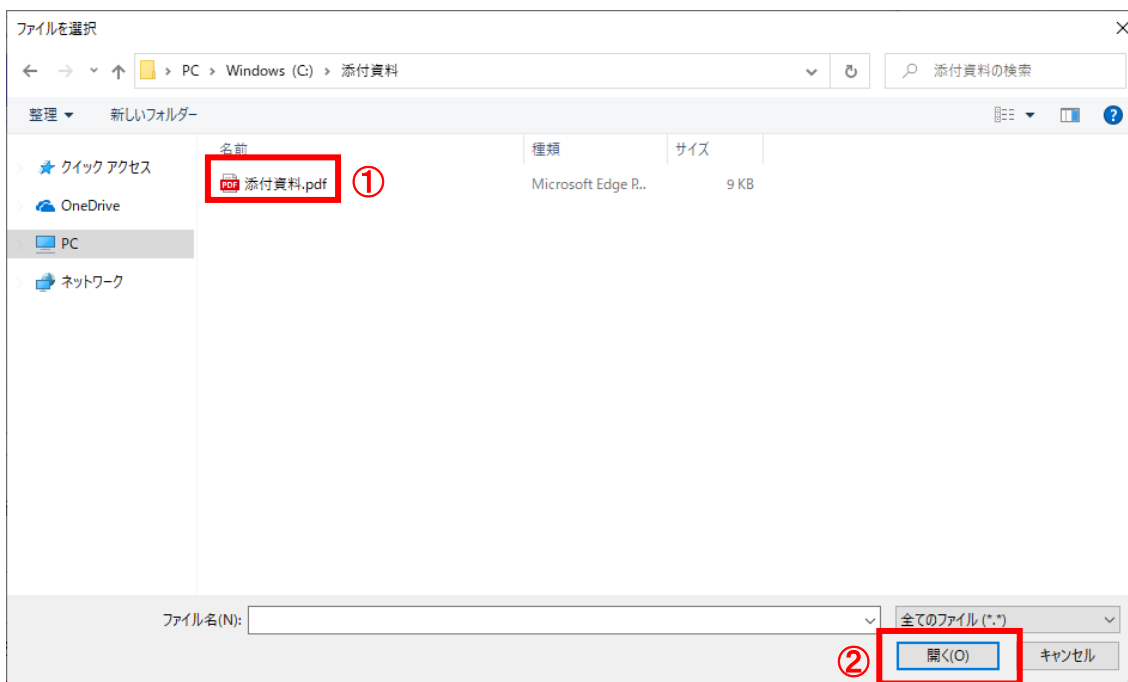 ファイルを選択
PC › Windows (C:) › 添付資料
添付資料の検索
整理
新しいフォルダー
名前 種類 サイズ
クイック アクセス
PDF 添付資料.pdf ① Microsoft Edge P... 9 KB
OneDrive
PC
ネットワーク
ファイル名(N):
全てのファイル (*.*)
② 開く(O) キャンセル